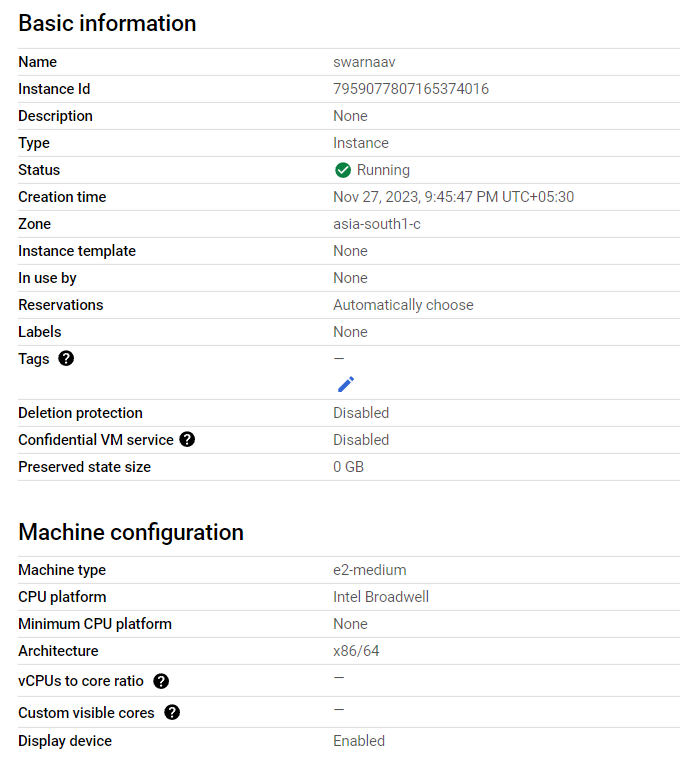 Basic information
Name swarnaav
Instance Id 7959077807165374016
Description None
Type Instance
Status Running
Creation time Nov 27, 2023, 9:45:47 PM UTC+05:30
Zone asia-south1-c
Instance template None
In use by None
Reservations Automatically choose
Labels None
Tags ? —
Deletion protection Disabled
Confidential VM service ? Disabled
Preserved state size 0 GB
Machine configuration
Machine type e2-medium
CPU platform Intel Broadwell
Minimum CPU platform None
Architecture x86/64
vCPUs to core ratio ? —
Custom visible cores ? —
Display device Enabled